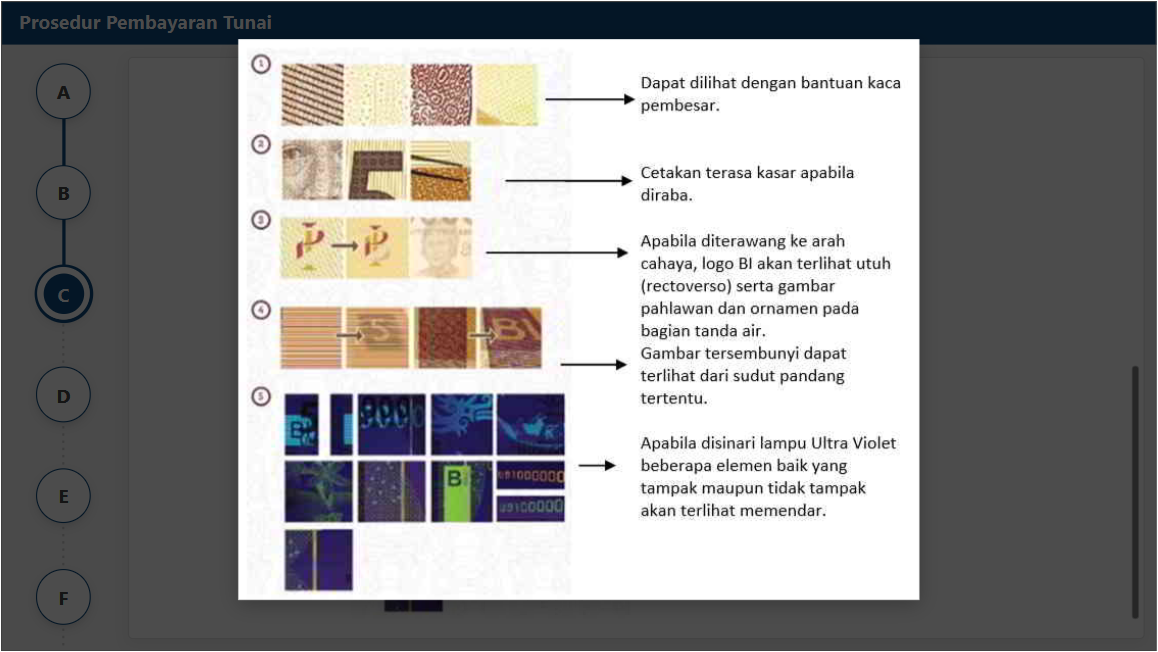 Prosedur Pembayaran Tunai
A
B
C
D
E
F
1
Dapat dilihat dengan bantuan kaca
pembesar.
2
5
Cetakan terasa kasar apabila
diraba.
3
Apabila diterawang ke arah
cahaya, logo BI akan terlihat utuh
(rectoverso) serta gambar
pahlawan dan ornamen pada
bagian tanda air.
4
5
BI
Gambar tersembunyi dapat
terlihat dari sudut pandang
tertentu.
5
Apabila disinari lampu Ultra Violet
beberapa elemen baik yang
tampak maupun tidak tampak
akan terlihat memendar.